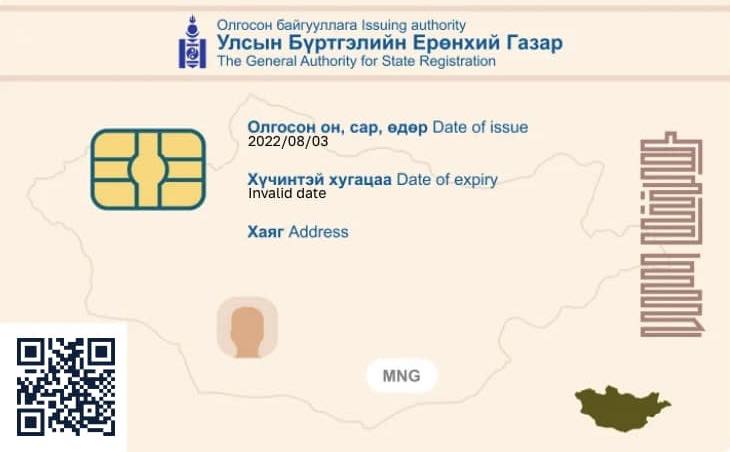 Олгосон байгууллага Issuing authority
Улсын Бүртгэлийн Ерөнхий Газар
The General Authority for State Registration
Олгосон он, сар, өдөр Date of issue
2022/08/03
Хүчинтэй хугацаа Date of expiry
Invalid date
Хаяг Address
MNG